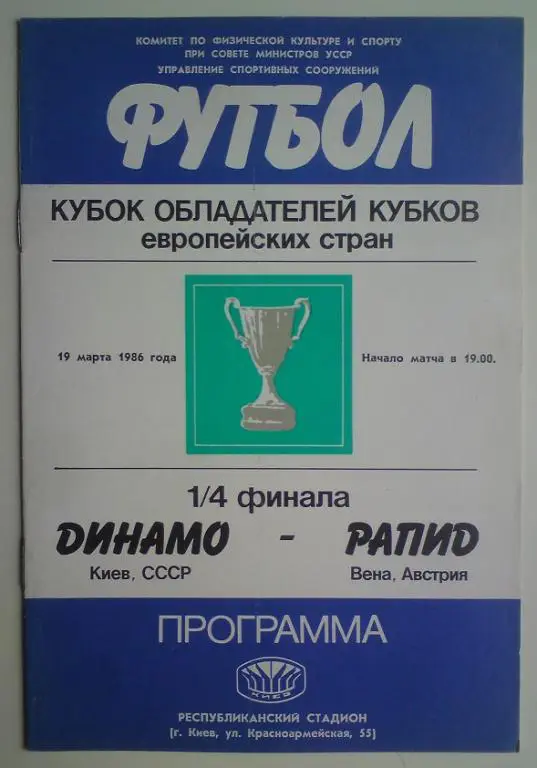 КОМИТЕТ ПО ФИЗИЧЕСКОЙ КУЛЬТУРЕ И СПОРТУ
ПРИ СОВЕТЕ МИНИСТРОВ УССР
УПРАВЛЕНИЕ СПОРТИВНЫХ СООРУЖЕНИЙ
ФУТБОЛ
КУБОК ОБЛАДАТЕЛЕЙ КУБКОВ
европейских стран
19 марта 1986 года
Начало матча в 19.00.
1/4 финала
ДИНАМО - РАПИД
Киев, СССР
Вена, Австрия
ПРОГРАММА
КИЕВ
РЕСПУБЛИКАНСКИЙ СТАДИОН
(г. Киев, ул. Красноармейская, 55)